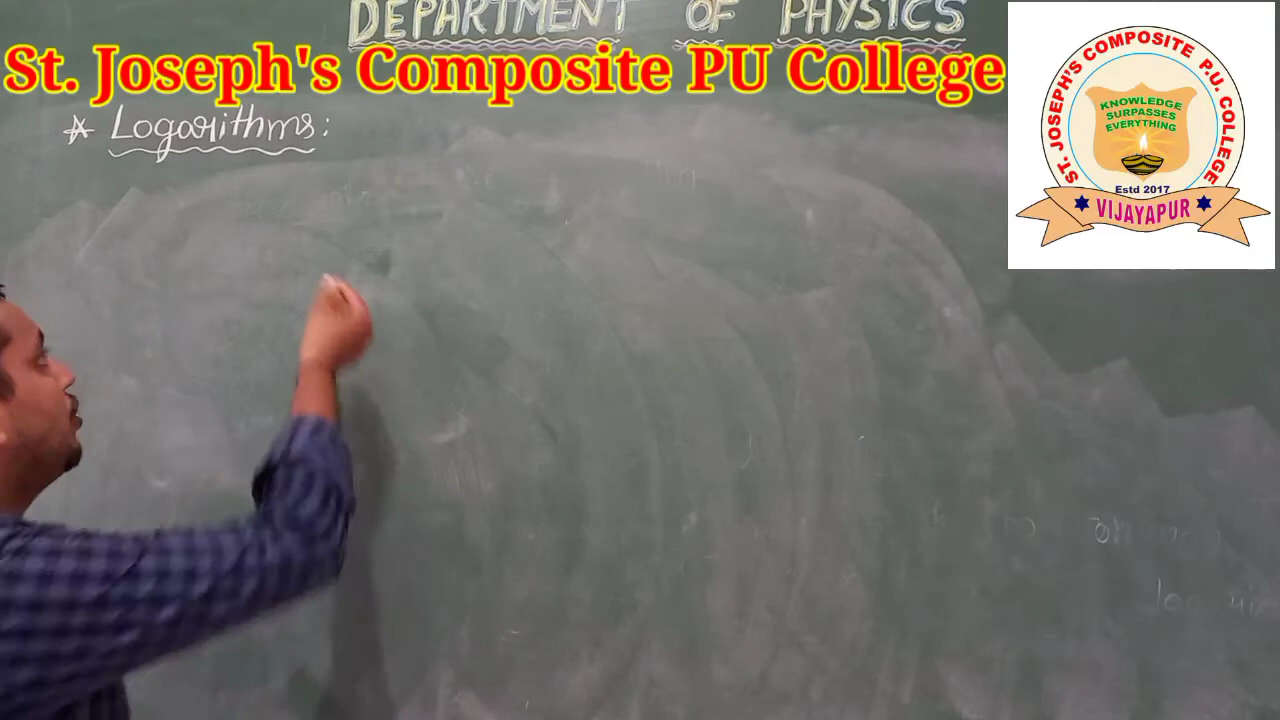 DEPARTMENT OF PHYSICS
St. Joseph's Composite PU College
* Logarithms:
ST. JOSEPH'S COMPOSITE P.U. COLLEGE
KNOWLEDGE
SURPASSES
EVERYTHING
Estd 2017
VIJAYAPUR